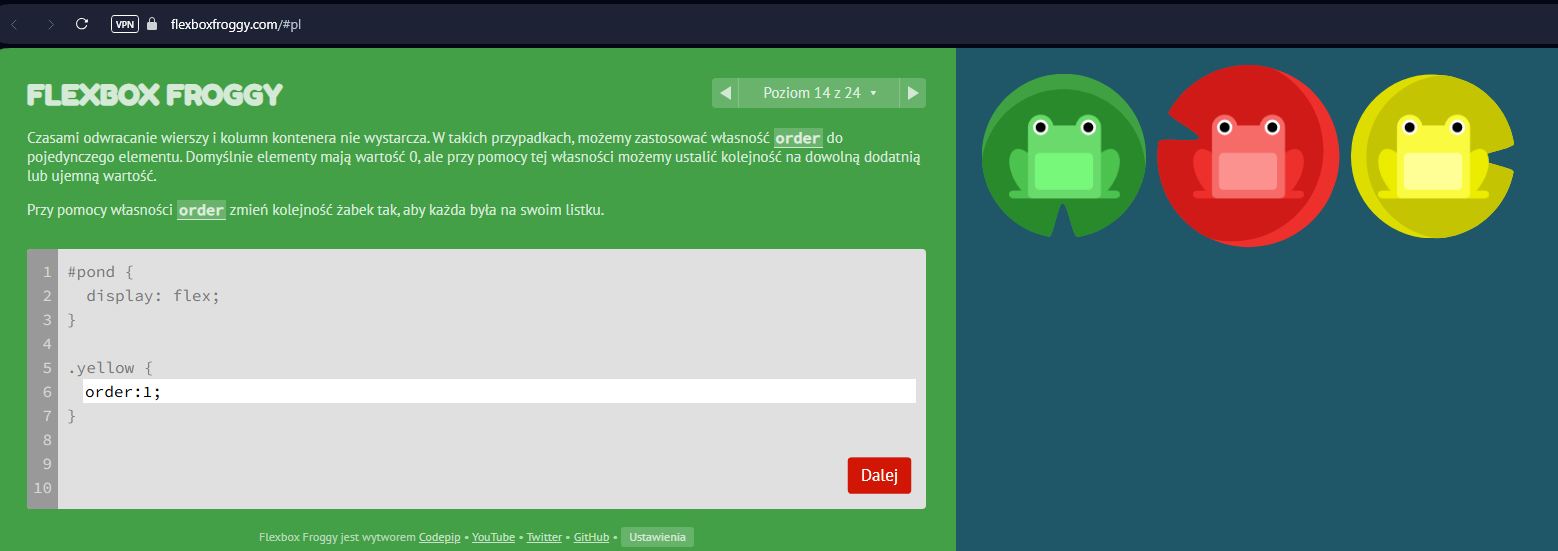 VPN flexboxfroggy.com/#pl
FLEXBOX FROGGY
Poziom 14 z 24
Czasami odwracanie wierszy i kolumn kontenera nie wystarcza. W takich przypadkach, możemy zastosować własność order do
pojedynczego elementu. Domyślnie elementy mają wartość 0, ale przy pomocy tej własności możemy ustalić kolejność na dowolną dodatnią
lub ujemną wartość.
Przy pomocy własności order zmień kolejność żabek tak, aby każda była na swoim listku.
1 #pond {
2 display: flex;
3 }
4
5 .yellow {
6 order:1;
7 }
8
9
10
Dalej
Flexbox Froggy jest wytworem Codepip • YouTube • Twitter • GitHub • Ustawienia